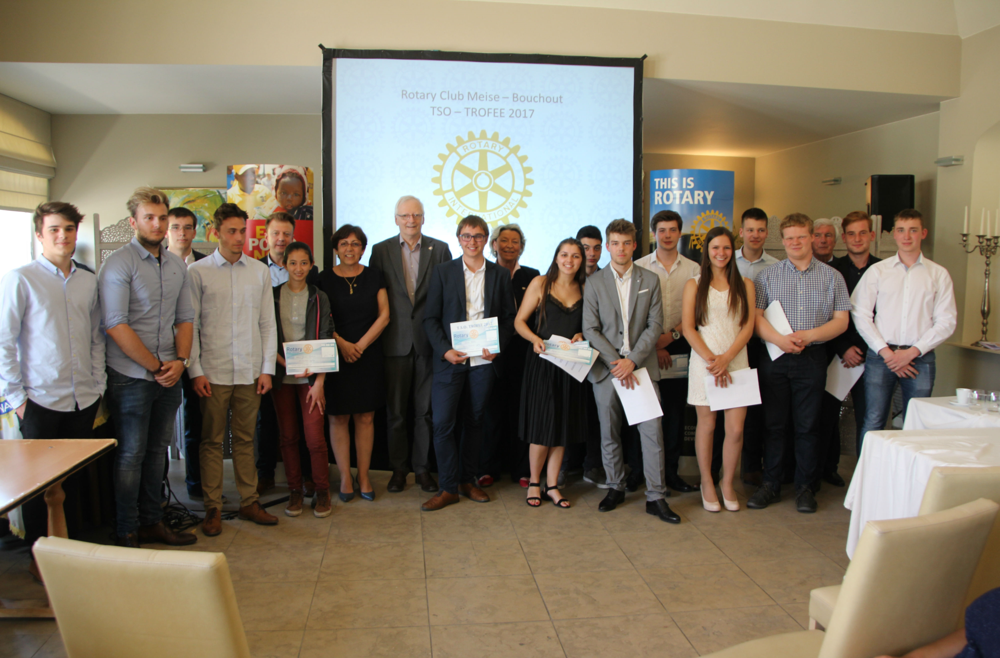 Rotary Club Meise – Bouchout
TSO – TROFEE 2017
ROTARY
INTERNATIONAL
THIS IS
ROTARY
T.S.O. TROFEE 2017
Rotary
Rotary
Rotary